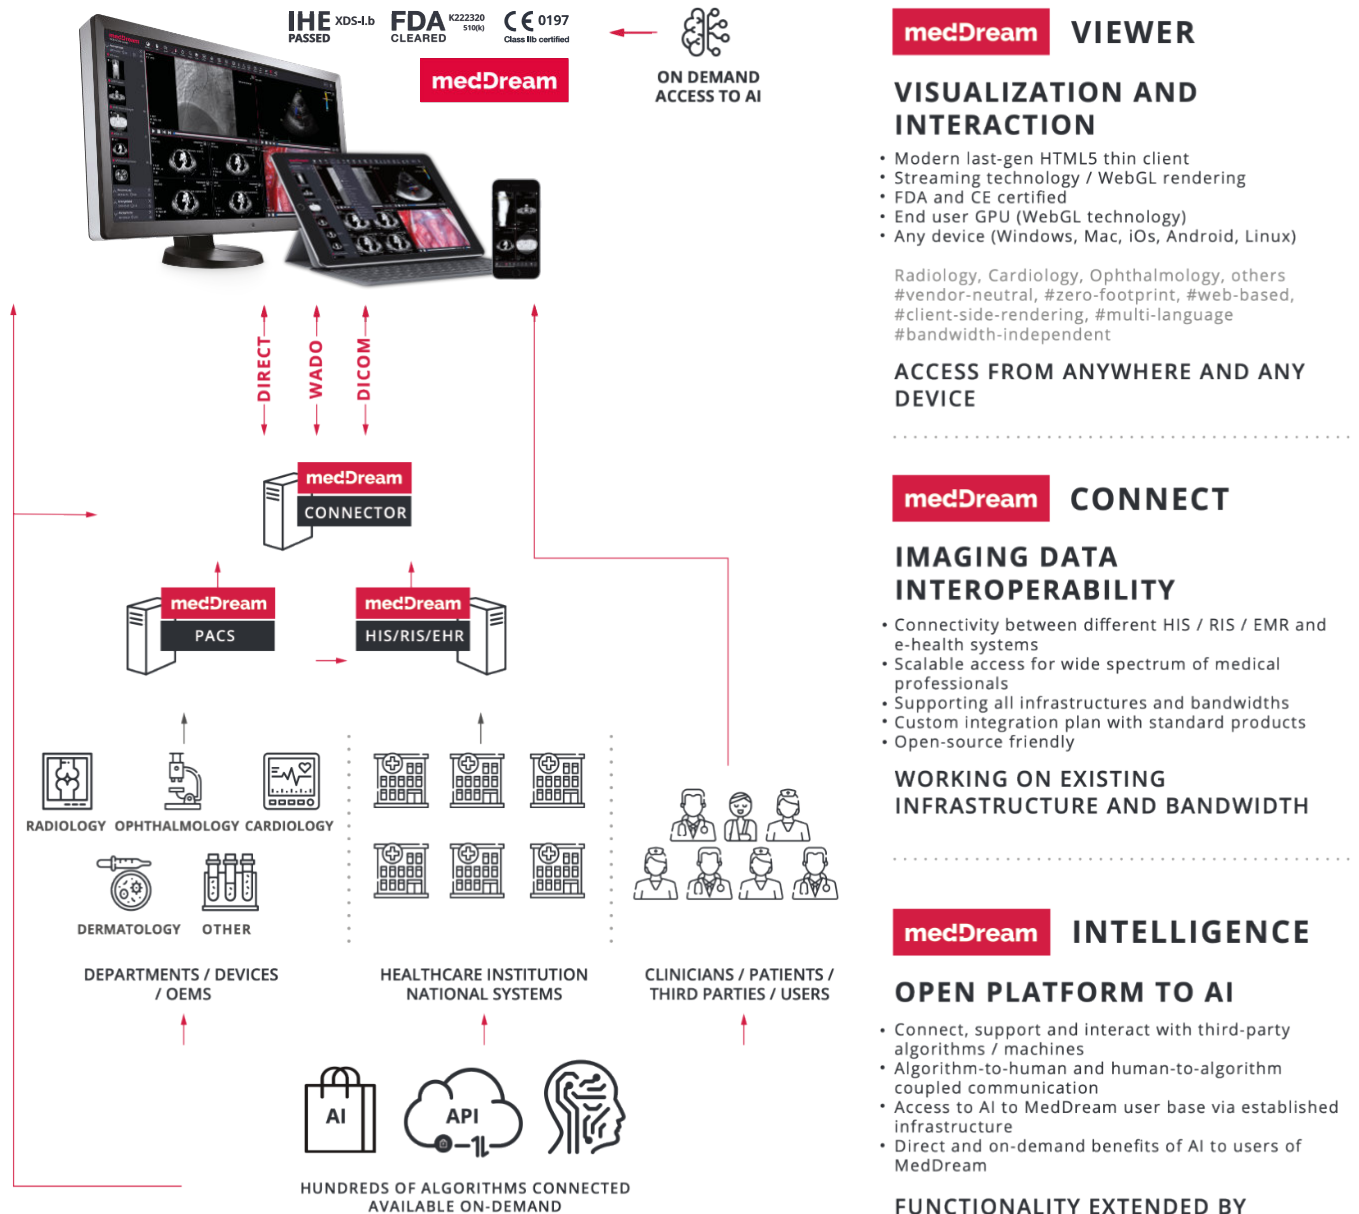 IHE XDS-I.b
PASSED
FDA K222320
510(k)
CLEARED
CE 0197
Class IIb certified
medDream
ON DEMAND
ACCESS TO AI
DIRECT
WADO
DICOM
medDream
CONNECTOR
medDream
PACS
medDream
HIS/RIS/EHR
RADIOLOGY OPHTHALMOLOGY CARDIOLOGY
DERMATOLOGY OTHER
DEPARTMENTS / DEVICES
/ OEMS
HEALTHCARE INSTITUTION
NATIONAL SYSTEMS
CLINICIANS / PATIENTS /
THIRD PARTIES / USERS
AI
API
HUNDREDS OF ALGORITHMS CONNECTED
AVAILABLE ON-DEMAND
medDream VIEWER
VISUALIZATION AND
INTERACTION
• Modern last-gen HTML5 thin client
• Streaming technology / WebGL rendering
• FDA and CE certified
• End user GPU (WebGL technology)
• Any device (Windows, Mac, iOs, Android, Linux)
Radiology, Cardiology, Ophthalmology, others
#vendor-neutral, #zero-footprint, #web-based,
#client-side-rendering, #multi-language
#bandwidth-independent
ACCESS FROM ANYWHERE AND ANY
DEVICE
medDream CONNECT
IMAGING DATA
INTEROPERABILITY
• Connectivity between different HIS / RIS / EMR and
e-health systems
• Scalable access for wide spectrum of medical
professionals
• Supporting all infrastructures and bandwidths
• Custom integration plan with standard products
• Open-source friendly
WORKING ON EXISTING
INFRASTRUCTURE AND BANDWIDTH
medDream INTELLIGENCE
OPEN PLATFORM TO AI
• Connect, support and interact with third-party
algorithms / machines
• Algorithm-to-human and human-to-algorithm
coupled communication
• Access to AI to MedDream user base via established
infrastructure
• Direct and on-demand benefits of AI to users of
MedDream
FUNCTIONALITY EXTENDED BY